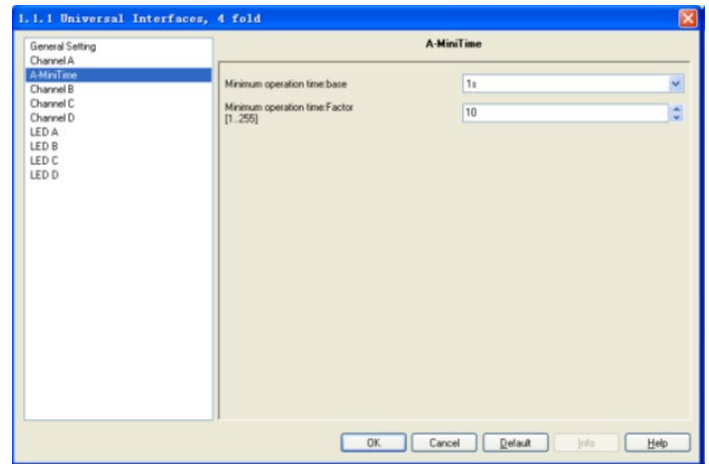 1.1.1 Universal Interfaces, 4 fold
General Setting
Channel A
A-MiniTime
Channel B
Channel C
Channel D
LED A
LED B
LED C
LED D
A-MiniTime
Minimum operation time:base
1s
Minimum operation time:Factor
[1..255]
10
OK Cancel Default Info Help